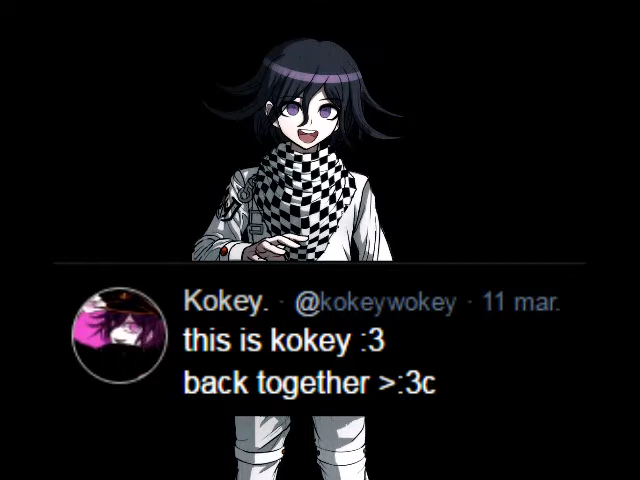 Kokey. · @kokeywokey · 11 mar.
this is kokey :3
back together >:3c